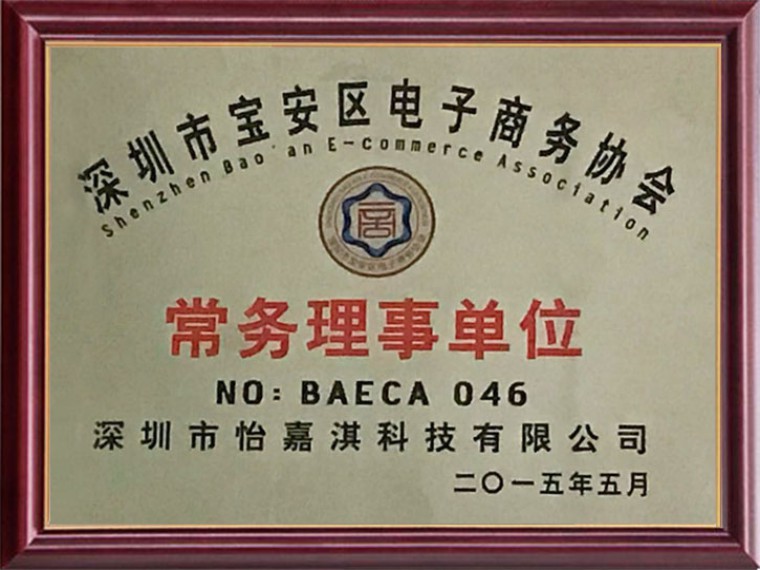 深圳市宝安区电子商务协会
Shenzhen Bao'an E-commerce Association
常务理事单位
NO: BAECA 046
深圳市怡嘉淇科技有限公司
二〇一五年五月